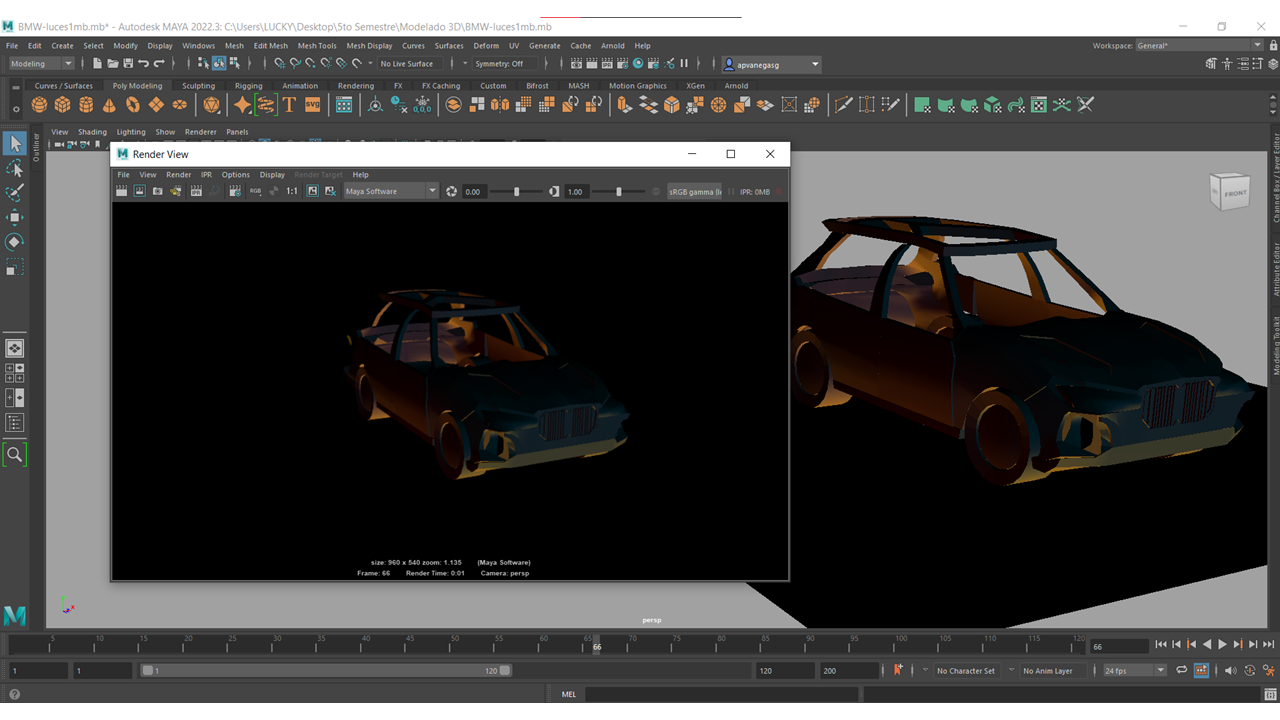 BMW-luces1mb.mb* - Autodesk MAYA 2022.3: C:\Users\LUCKY\Desktop\5to Semestre\Modelado 3D\BMW-luces1mb.mb
File Edit Create Select Modify Display Windows Mesh Edit Mesh Mesh Tools Mesh Display Curves Surfaces Deform UV Generate Cache Arnold Help
Workspace: General*
Modeling No Live Surface Symmetry: Off apvanegasg
Curves / Surfaces Poly Modeling Sculpting Rigging Animation Rendering FX FX Caching Custom Bifrost MASH Motion Graphics XGen Arnold
T SVG 0,0,0
View Shading Lighting Show Renderer Panels
Outliner
Render View
File View Render IPR Options Display Render Target Help
RGB 1:1 Maya Software 0.00 1.00 sRGB gamma IPR: 0MB
FRONT
Channel Box / Layer Editor
Attribute Editor
Modeling Toolkit
size: 960 x 540 zoom: 1.135 (Maya Software)
Frame: 66 Render Time: 0:01 Camera: persp
persp
5 10 15 20 25 30 35 40 45 50 55 60 65 70 75 80 85 90 95 100 105 110 115 120
66
66
1 1 1 120 120 200 No Character Set No Anim Layer 24 fps
MEL